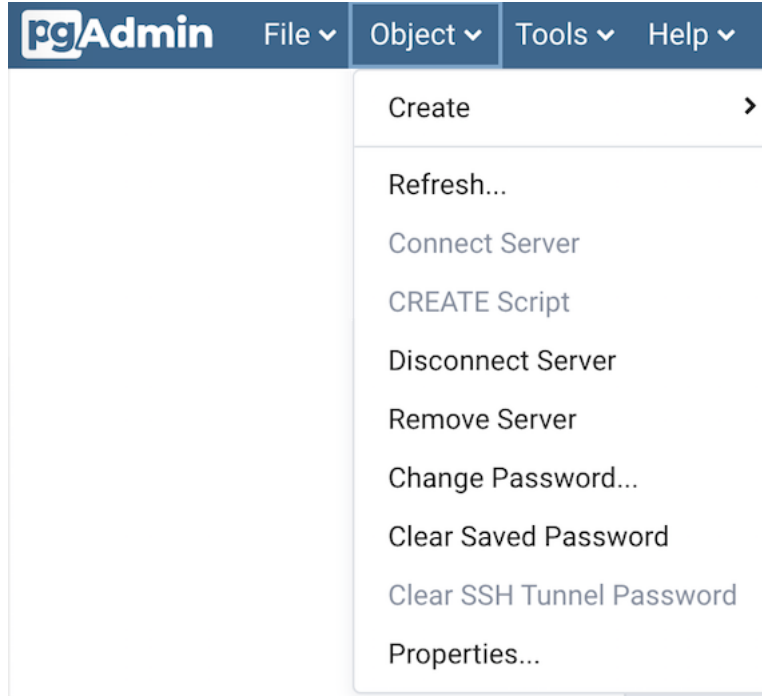 pgAdmin File Object Tools Help
Create
Refresh...
Connect Server
CREATE Script
Disconnect Server
Remove Server
Change Password...
Clear Saved Password
Clear SSH Tunnel Password
Properties...